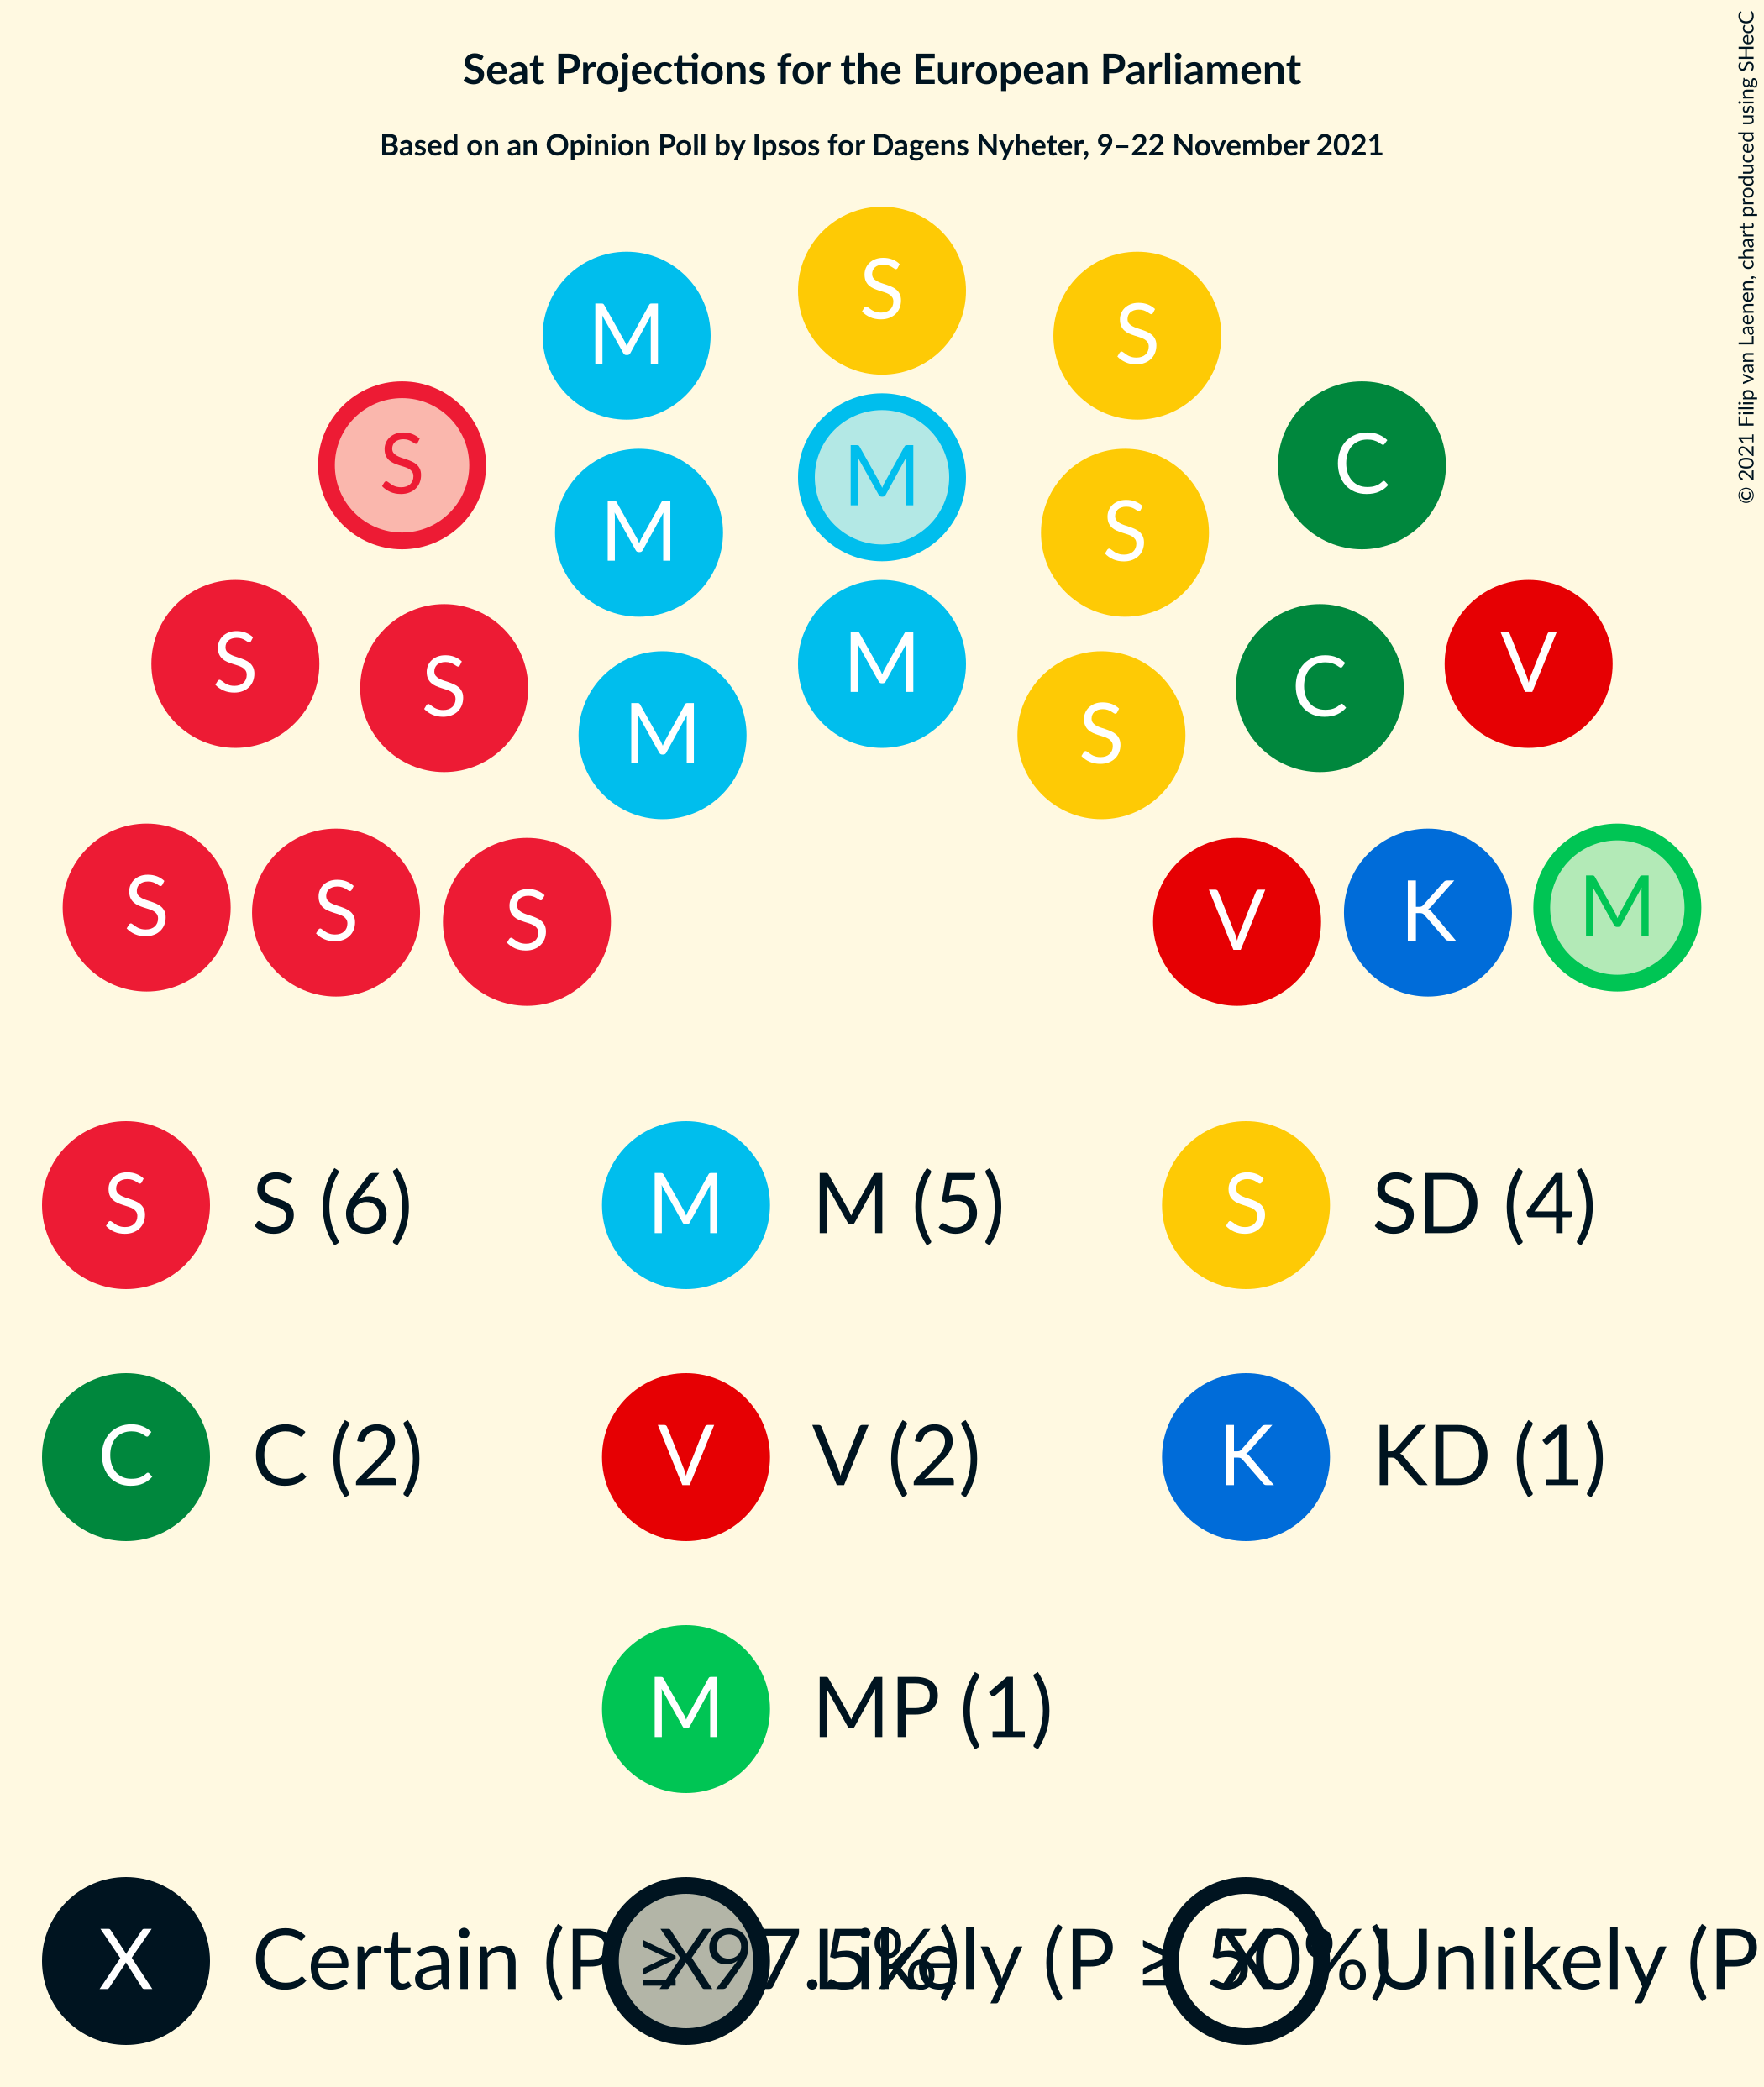 Seat Projections for the European Parliament
Based on an Opinion Poll by Ipsos for Dagens Nyheter, 9–22 November 2021
© 2021 Filip van Laenen, chart produced using SHecC
S
M S
S M C
M S
S M V
S C
M S
S K M
S V
S S (6) M M (5) S SD (4)
C C (2) V V (2) K KD (1)
M MP (1)
X Certain (P ≥ 97.5%) X Likely (P ≥ 50%) X Unlikely (P